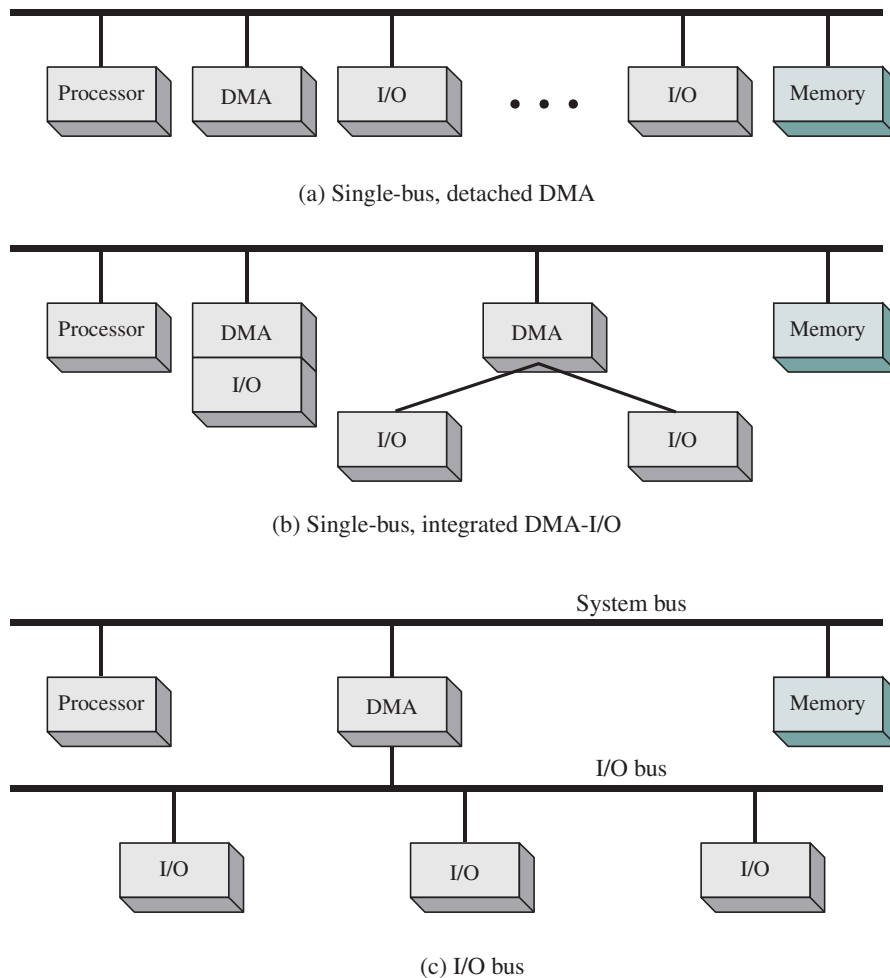 Processor
DMA
I/O
I/O
Memory
(a) Single-bus, detached DMA
Processor
DMA
DMA
Memory
I/O
I/O
I/O
(b) Single-bus, integrated DMA-I/O
System bus
Processor
DMA
Memory
I/O bus
I/O
I/O
I/O
(c) I/O bus